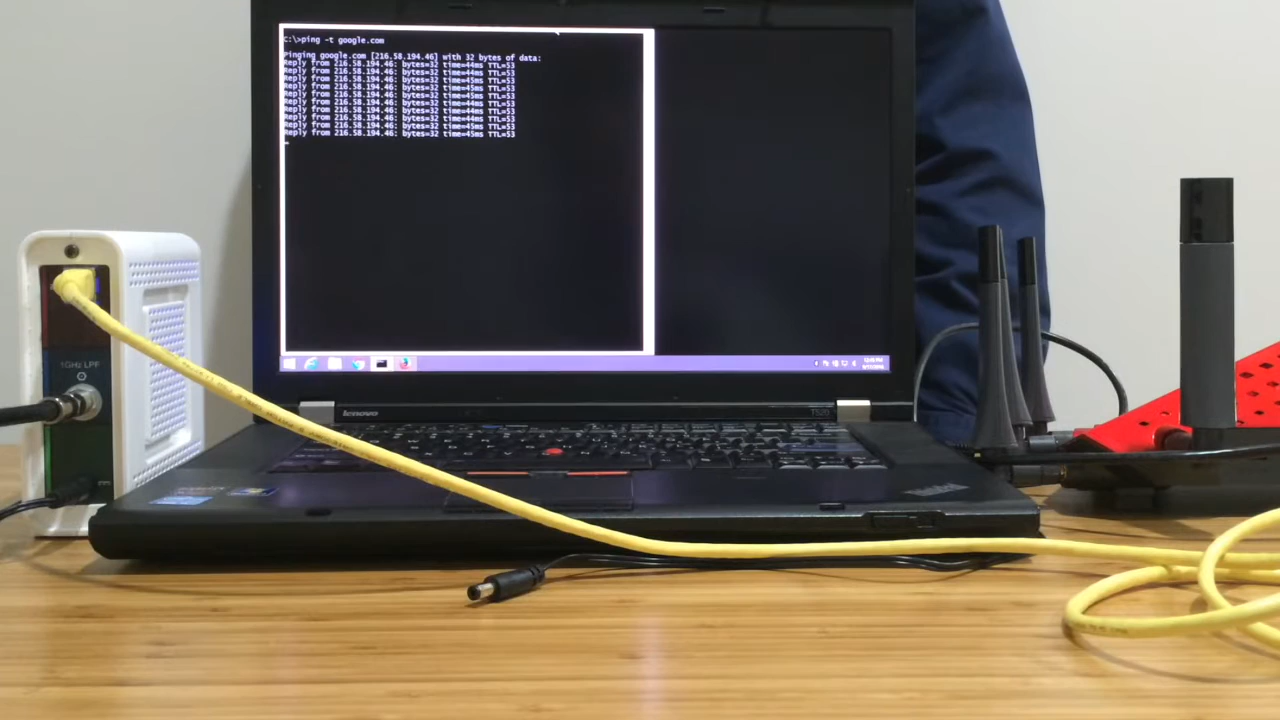 C:\>ping -t google.com
Pinging google.com [216.58.194.46] with 32 bytes of data:
Reply from 216.58.194.46: bytes=32 time=44ms TTL=53
Reply from 216.58.194.46: bytes=32 time=44ms TTL=53
Reply from 216.58.194.46: bytes=32 time=45ms TTL=53
Reply from 216.58.194.46: bytes=32 time=45ms TTL=53
Reply from 216.58.194.46: bytes=32 time=45ms TTL=53
Reply from 216.58.194.46: bytes=32 time=44ms TTL=53
Reply from 216.58.194.46: bytes=32 time=44ms TTL=53
Reply from 216.58.194.46: bytes=32 time=44ms TTL=53
Reply from 216.58.194.46: bytes=32 time=45ms TTL=53
Reply from 216.58.194.46: bytes=32 time=45ms TTL=53
1GHz LPF
lenovo
T520
ThinkPad